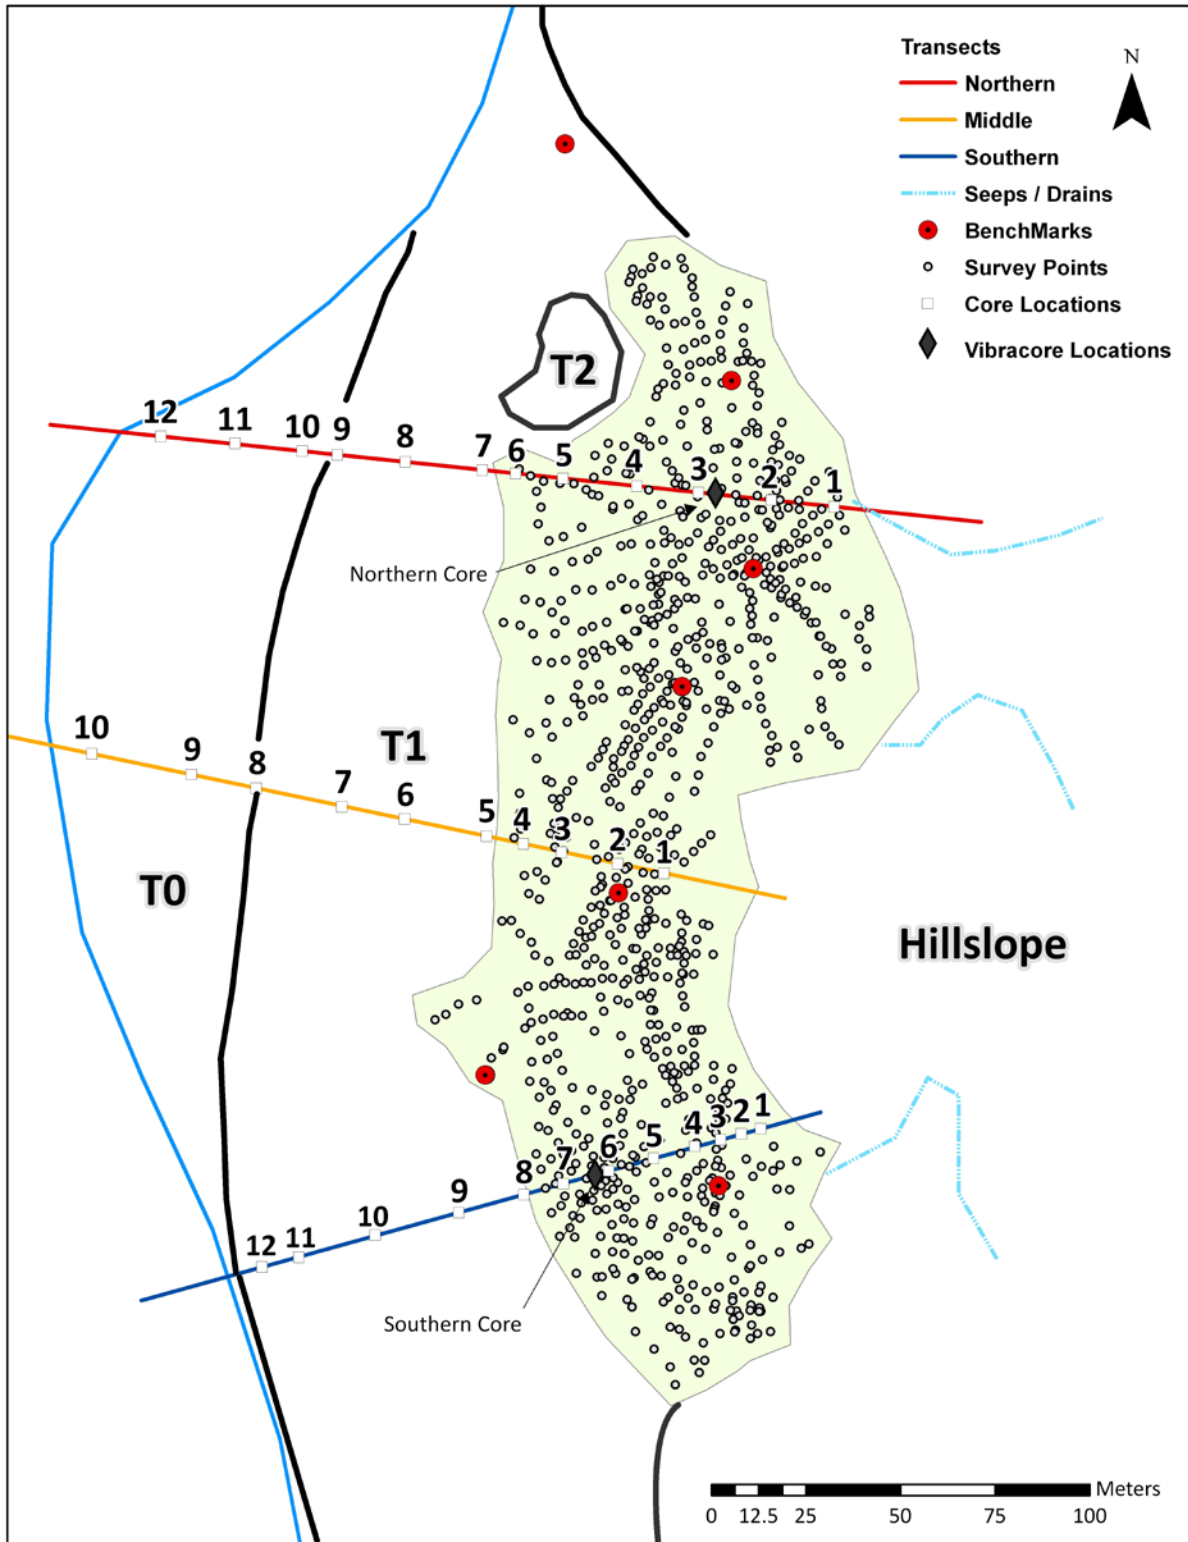 Transects
N
Northern
Middle
Southern
Seeps / Drains
BenchMarks
Survey Points
Core Locations
Vibracore Locations
T2
12 11 10 9 8 7 6 5 4 3 2 1
Northern Core
T1
10 9 8 7 6 5 4 3 2 1
T0
Hillslope
12 11 10 9 8 7 6 5 4 3 2 1
Southern Core
Meters
0 12.5 25 50 75 100